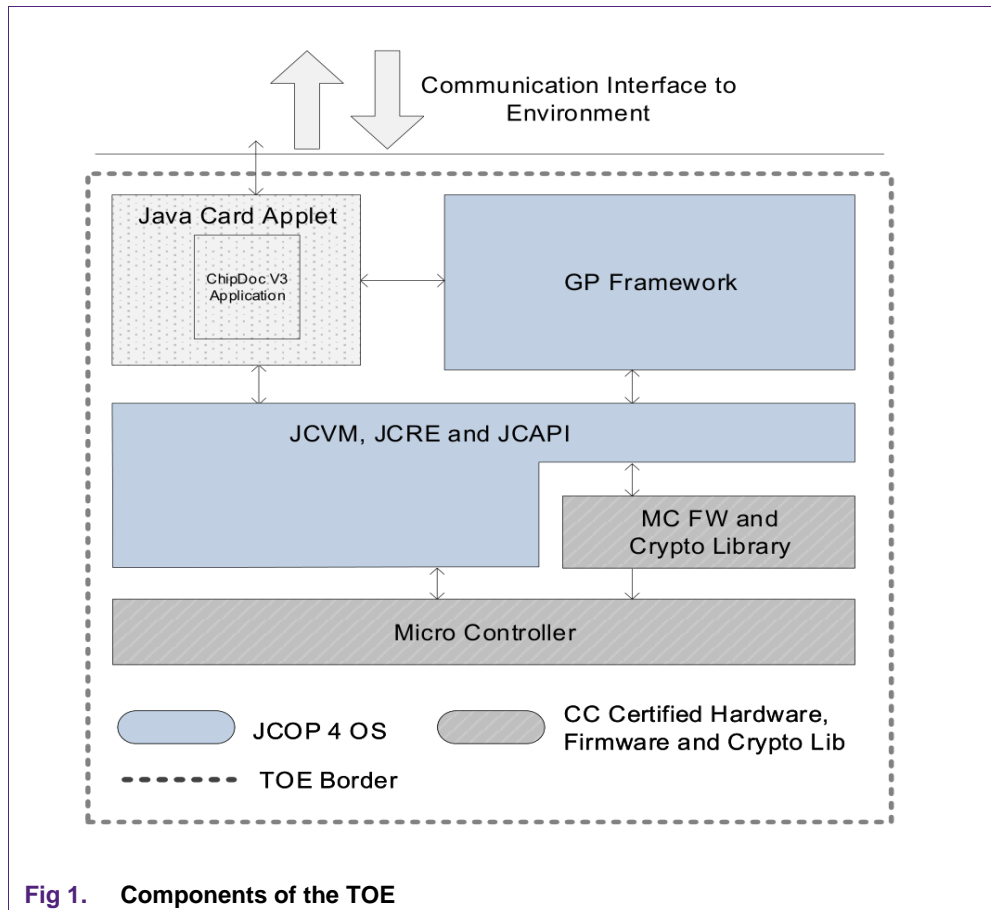 Communication Interface to
Environment
Java Card Applet
ChipDoc V3
Application
GP Framework
JCVM, JCRE and JCAPI
MC FW and
Crypto Library
Micro Controller
JCOP 4 OS
CC Certified Hardware,
Firmware and Crypto Lib
TOE Border
Fig 1. Components of the TOE